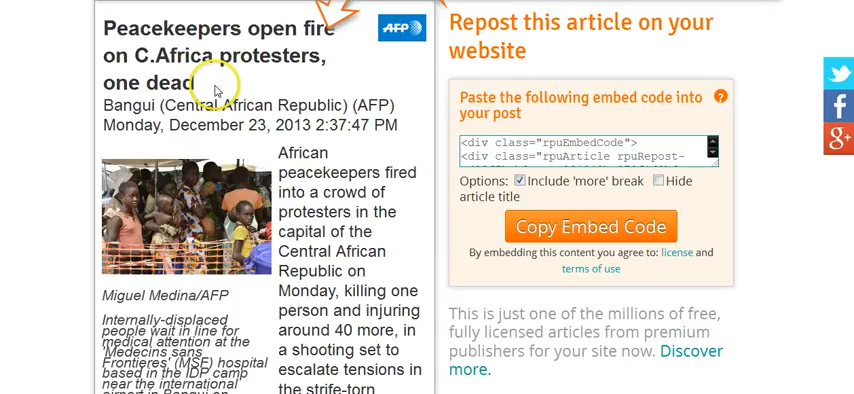 Peacekeepers open fire
on C.Africa protesters,
one dead
AFP
Bangui (Central African Republic) (AFP)
Monday, December 23, 2013 2:37:47 PM
African
peacekeepers fired
into a crowd of
protesters in the
capital of the
Central African
Republic on
Monday, killing one
person and injuring
around 40 more, in
a shooting set to
escalate tensions in
the strife-torn
Miguel Medina/AFP
Internally-displaced
people wait in line for
medical attention at the
'Medecins sans
Frontieres' (MSF) hospital
based in the IDP camp
near the international
airport in Bangui on
Repost this article on your
website
Paste the following embed code into
your post
?
<div class="rpuEmbedCode">
<div class="rpuArticle rpuRepost-
Options: Include 'more' break Hide
article title
Copy Embed Code
By embedding this content you agree to: license and
terms of use
This is just one of the millions of free,
fully licensed articles from premium
publishers for your site now. Discover
more.